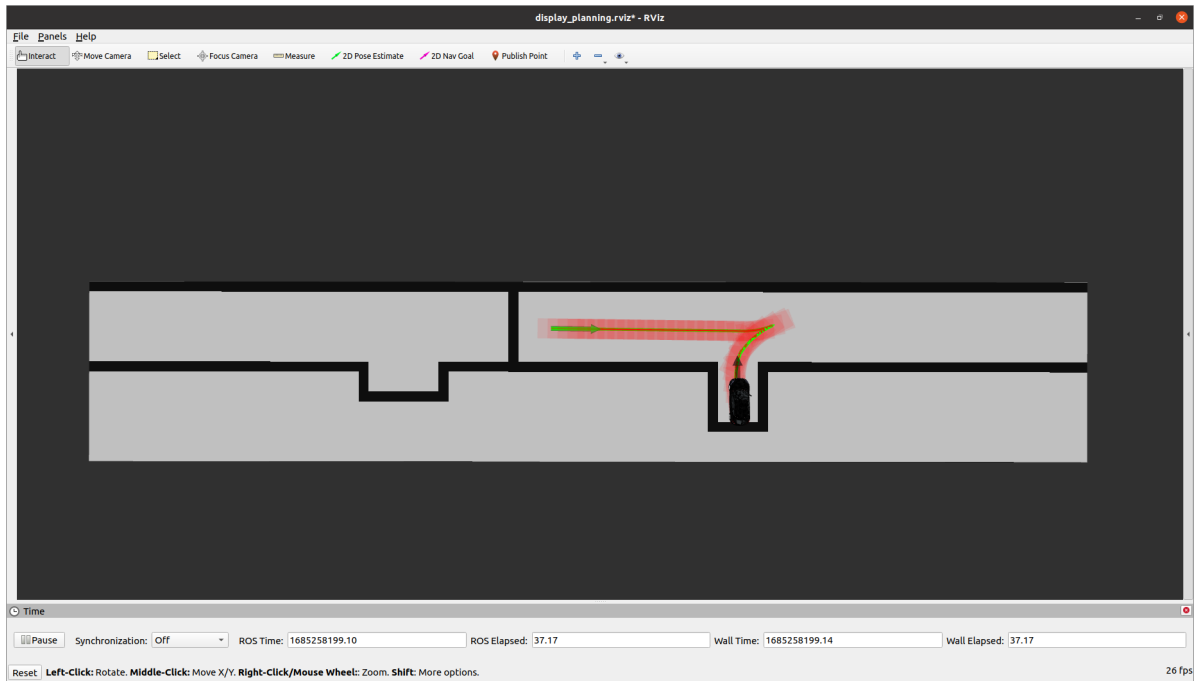 display_planning.rviz* - RViz
File Panels Help
Interact Move Camera Select Focus Camera Measure 2D Pose Estimate 2D Nav Goal Publish Point
Time
Pause Synchronization: Off ROS Time: 1685258199.10 ROS Elapsed: 37.17 Wall Time: 1685258199.14 Wall Elapsed: 37.17
Reset Left-Click: Rotate. Middle-Click: Move X/Y. Right-Click/Mouse Wheel:: Zoom. Shift: More options. 26 fps